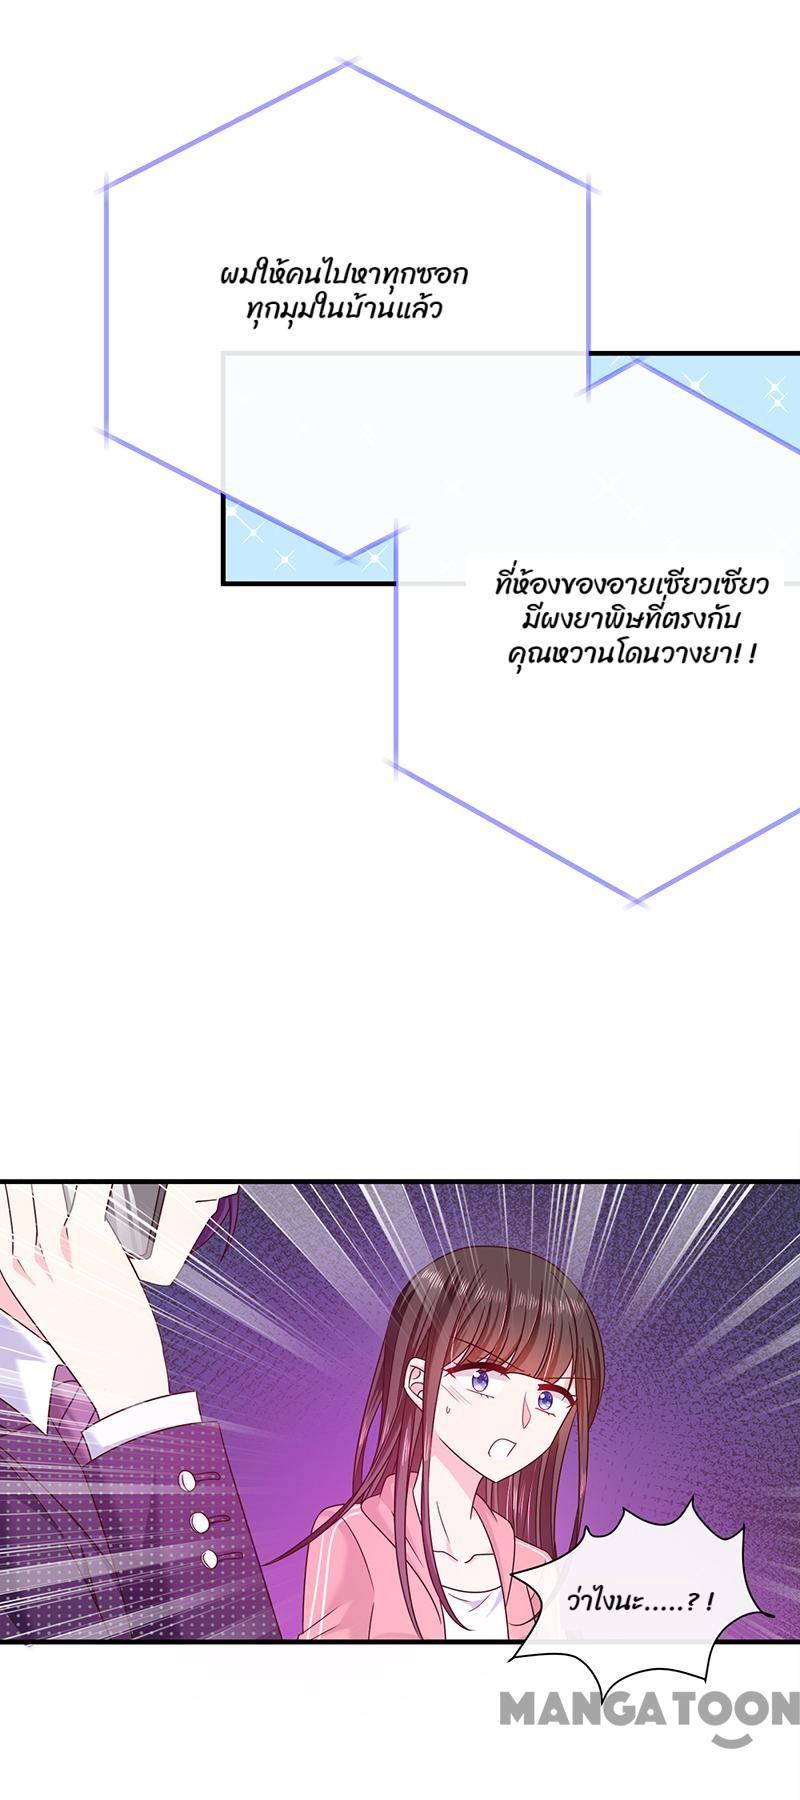 ผมให้คนไปหาทุกซอก
ทุกมุมในบ้านแล้ว
ที่ห้องของอายเซียวเซียว
มีผงยาพิษที่ตรงกับ
คุณหวานโดนวางยา!!
ว่าไงนะ.....?!
MANGATOON